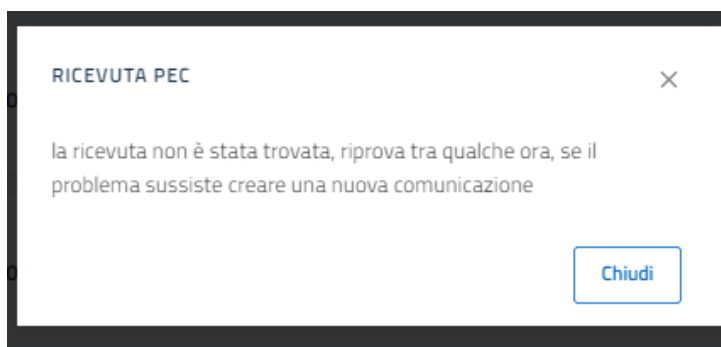 RICEVUTA PEC
la ricevuta non è stata trovata, riprova tra qualche ora, se il
problema sussiste creare una nuova comunicazione
Chiudi